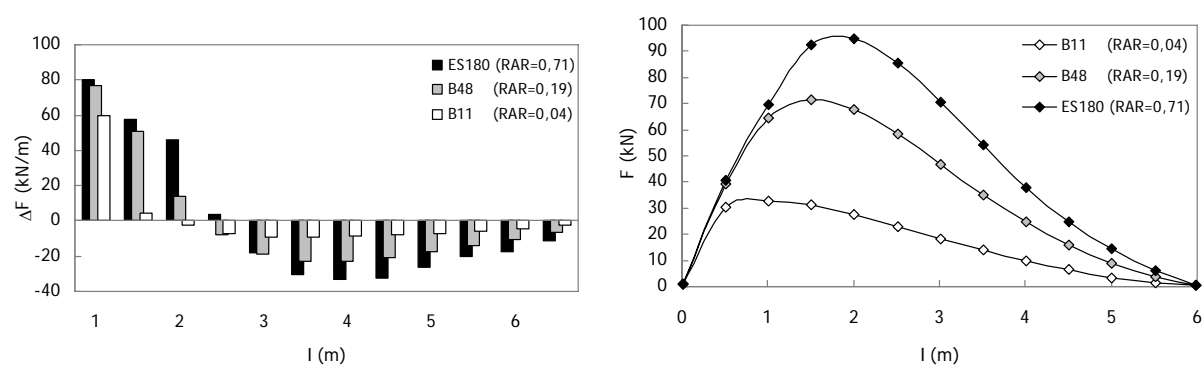 100
80
60
40
20
0
-20
-40
ΔF (kN/m)
ES180 (RAR=0,71)
B48 (RAR=0,19)
B11 (RAR=0,04)
1 2 3 4 5 6
l (m)
100
90
80
70
60
50
40
30
20
10
0
F (kN)
B11 (RAR=0,04)
B48 (RAR=0,19)
ES180 (RAR=0,71)
0 1 2 3 4 5 6
l (m)